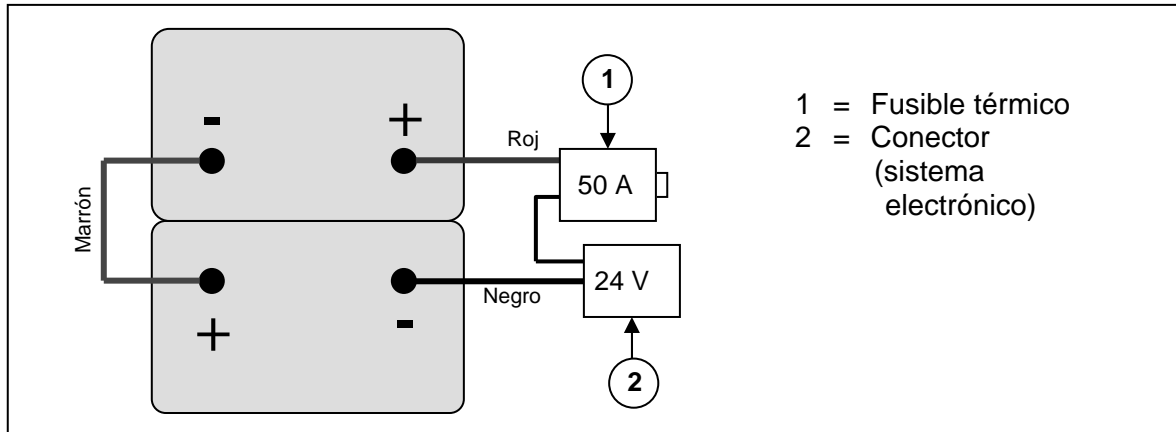 1
1 = Fusible térmico
2 = Conector
(sistema
electrónico)
- +
Roj
50 A
Marrón
24 V
Negro
+ -
2